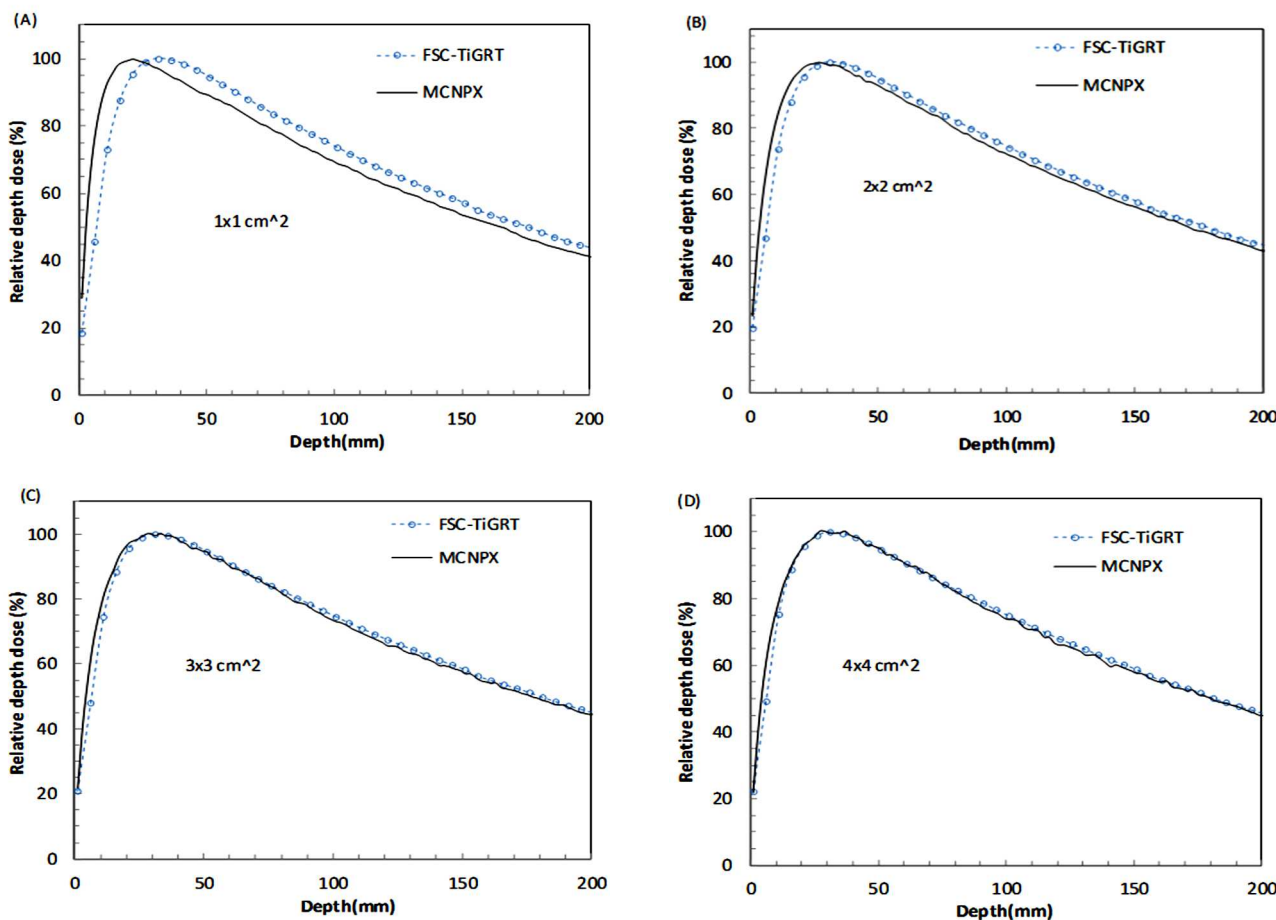 (A)
FSC-TiGRT
MCNPX
1x1 cm^2
Relative depth dose (%)
100
80
60
40
20
0
0 50 100 150 200
Depth(mm)
(B)
FSC-TiGRT
MCNPX
2x2 cm^2
Relative depth dose (%)
100
80
60
40
20
0
0 50 100 150 200
Depth(mm)
(C)
FSC-TiGRT
MCNPX
3x3 cm^2
Relative depth dose (%)
100
80
60
40
20
0
0 50 100 150 200
Depth(mm)
(D)
FSC-TiGRT
MCNPX
4x4 cm^2
Relative depth dose (%)
100
80
60
40
20
0
0 50 100 150 200
Depth(mm)